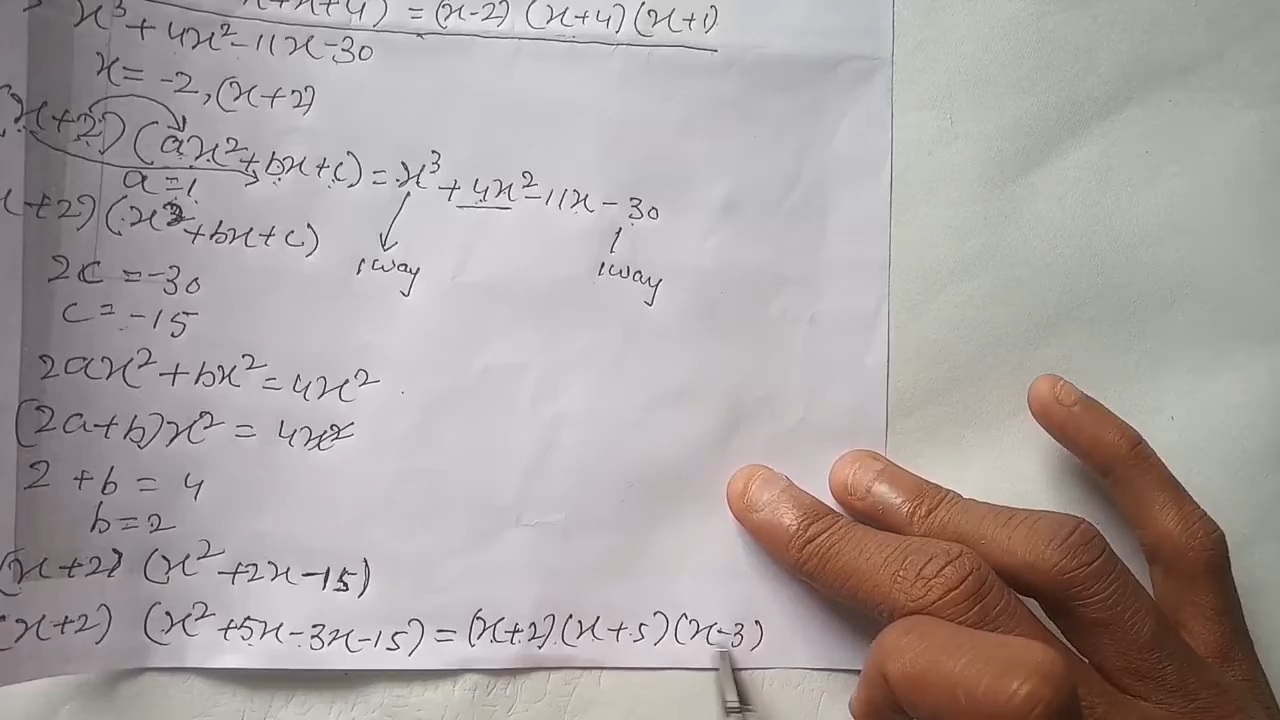 x+x+4) = (x-2) (x+4)(x+1)
x³ + 4x² - 11x - 30
x = -2, (x+2)
(x+2) (ax² + bx + c) = x³ + 4x² - 11x - 30
a = 1
x+2) (x² + bx + c)
1 way
1 way
2c = -30
c = -15
2ax² + bx² = 4x²
(2a+b)x² = 4x²
2 + b = 4
b = 2
(x+2) (x² + 2x - 15)
(x+2) (x² + 5x - 3x - 15) = (x+2)(x+5)(x-3)